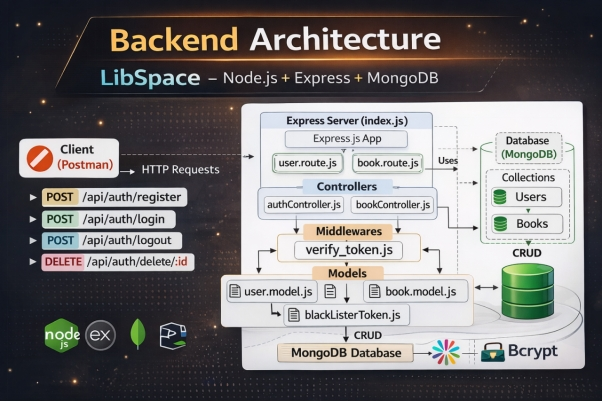 Backend Architecture
LibSpace – Node.js + Express + MongoDB
Client
(Postman)
HTTP Requests
POST /api/auth/register
POST /api/auth/login
POST /api/auth/logout
DELETE /api/auth/delete/:id
node
js
ex
Express Server (index.js)
Express js App
user.route.js
book.route.js
Uses
Controllers
authController.js
bookController.js
Middlewares
verify_token.js
Models
user.model.js
book.model.js
blackListerToken.js
CRUD
MongoDB Database
Bcrypt
Database
(MongoDB)
Collections
Users
Books
CRUD